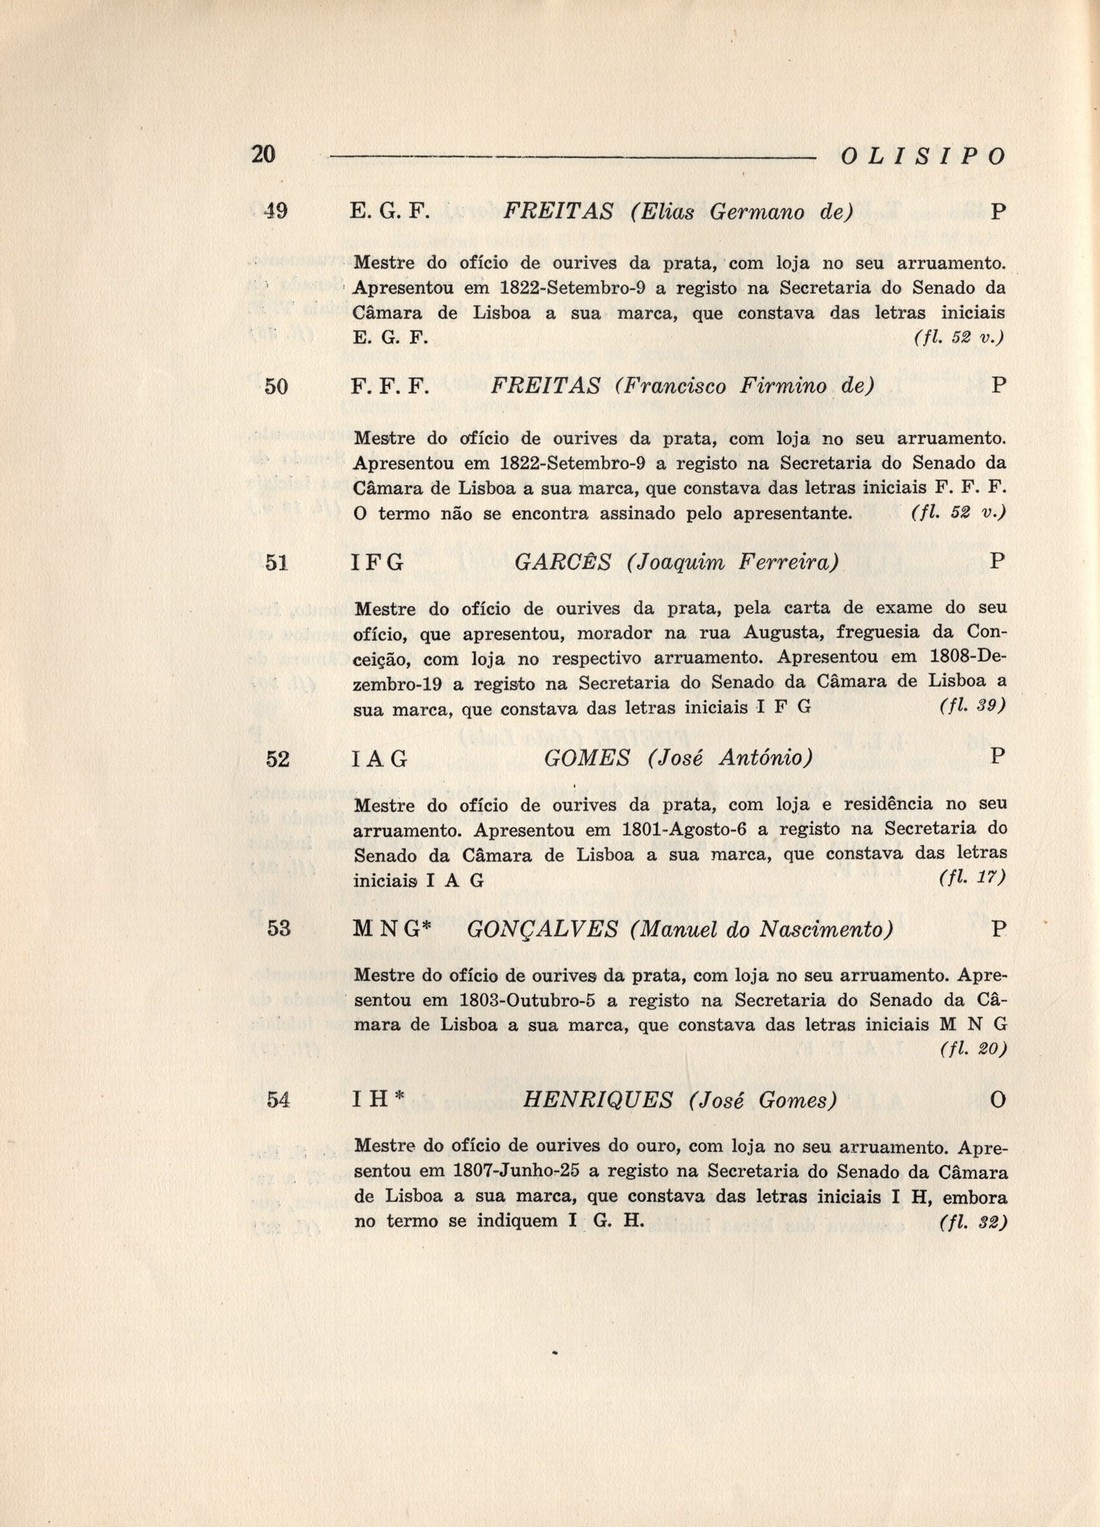 20 OLISIPO
49 E. G. F. FREITAS (Elias Germano de) P
Mestre do ofício de ourives da prata, com loja no seu arruamento.
Apresentou em 1822-Setembro-9 a registo na Secretaria do Senado da
Câmara de Lisboa a sua marca, que constava das letras iniciais
E. G. F. (fl. 52 v.)
50 F. F. F. FREITAS (Francisco Firmino de) P
Mestre do ofício de ourives da prata, com loja no seu arruamento.
Apresentou em 1822-Setembro-9 a registo na Secretaria do Senado da
Câmara de Lisboa a sua marca, que constava das letras iniciais F. F. F.
O termo não se encontra assinado pelo apresentante. (fl. 52 v.)
51 I F G GARCÊS (Joaquim Ferreira) P
Mestre do ofício de ourives da prata, pela carta de exame do seu
ofício, que apresentou, morador na rua Augusta, freguesia da Con-
ceição, com loja no respectivo arruamento. Apresentou em 1808-De-
zembro-19 a registo na Secretaria do Senado da Câmara de Lisboa a
sua marca, que constava das letras iniciais I F G (fl. 39)
52 I A G GOMES (José António) P
Mestre do ofício de ourives da prata, com loja e residência no seu
arruamento. Apresentou em 1801-Agosto-6 a registo na Secretaria do
Senado da Câmara de Lisboa a sua marca, que constava das letras
iniciais I A G (fl. 17)
53 M N G* GONÇALVES (Manuel do Nascimento) P
Mestre do ofício de ourives da prata, com loja no seu arruamento. Apre-
sentou em 1803-Outubro-5 a registo na Secretaria do Senado da Câ-
mara de Lisboa a sua marca, que constava das letras iniciais M N G
(fl. 20)
54 I H* HENRIQUES (José Gomes) O
Mestre do ofício de ourives do ouro, com loja no seu arruamento. Apre-
sentou em 1807-Junho-25 a registo na Secretaria do Senado da Câmara
de Lisboa a sua marca, que constava das letras iniciais I H, embora
no termo se indiquem I G. H. (fl. 32)